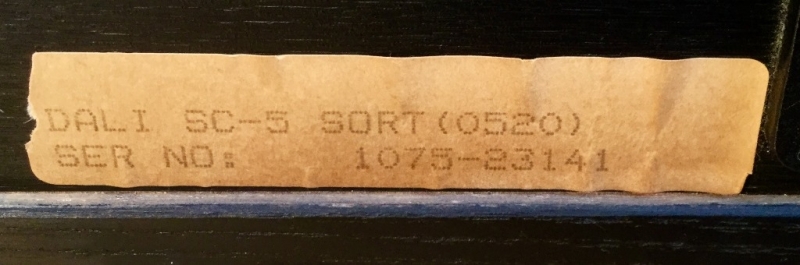 DALI SC-5 SORT(0520)
SER NO: 1075-23141